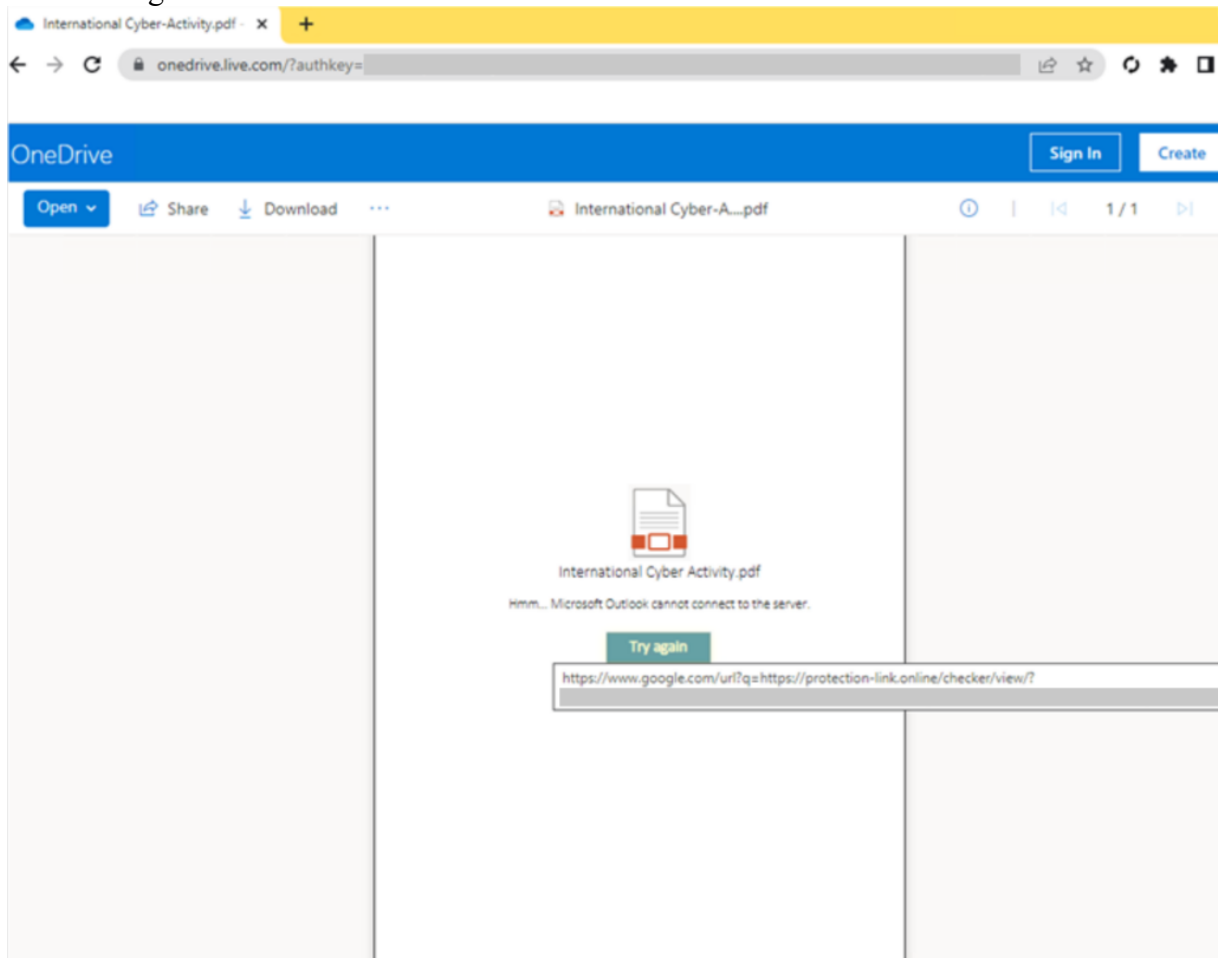 International Cyber-Activity.pdf -
onedrive.live.com/?authkey=
OneDrive
Sign In
Create
Open
Share
Download
International Cyber-A....pdf
1 / 1
International Cyber Activity.pdf
Hmm... Microsoft Outlook cannot connect to the server.
Try again
https://www.google.com/url?q=https://protection-link.online/checker/view/?